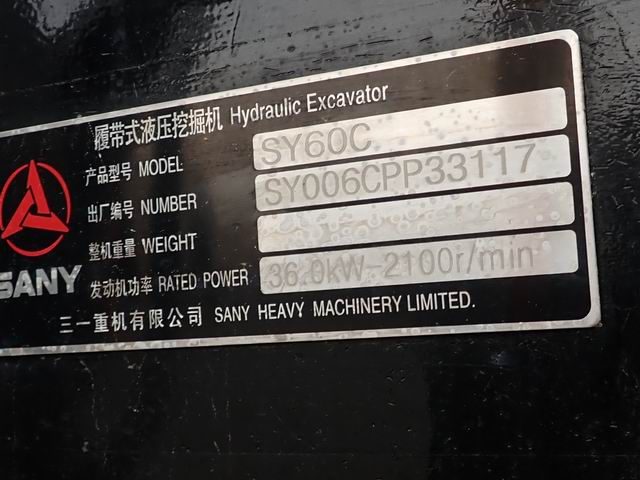 履带式液压挖掘机 Hydraulic Excavator
产品型号 MODEL SY60C
出厂编号 NUMBER SY006CPP33117
整机重量 WEIGHT
发动机功率 RATED POWER 36.0kW-2100r/min
SANY
三一重机有限公司 SANY HEAVY MACHINERY LIMITED.